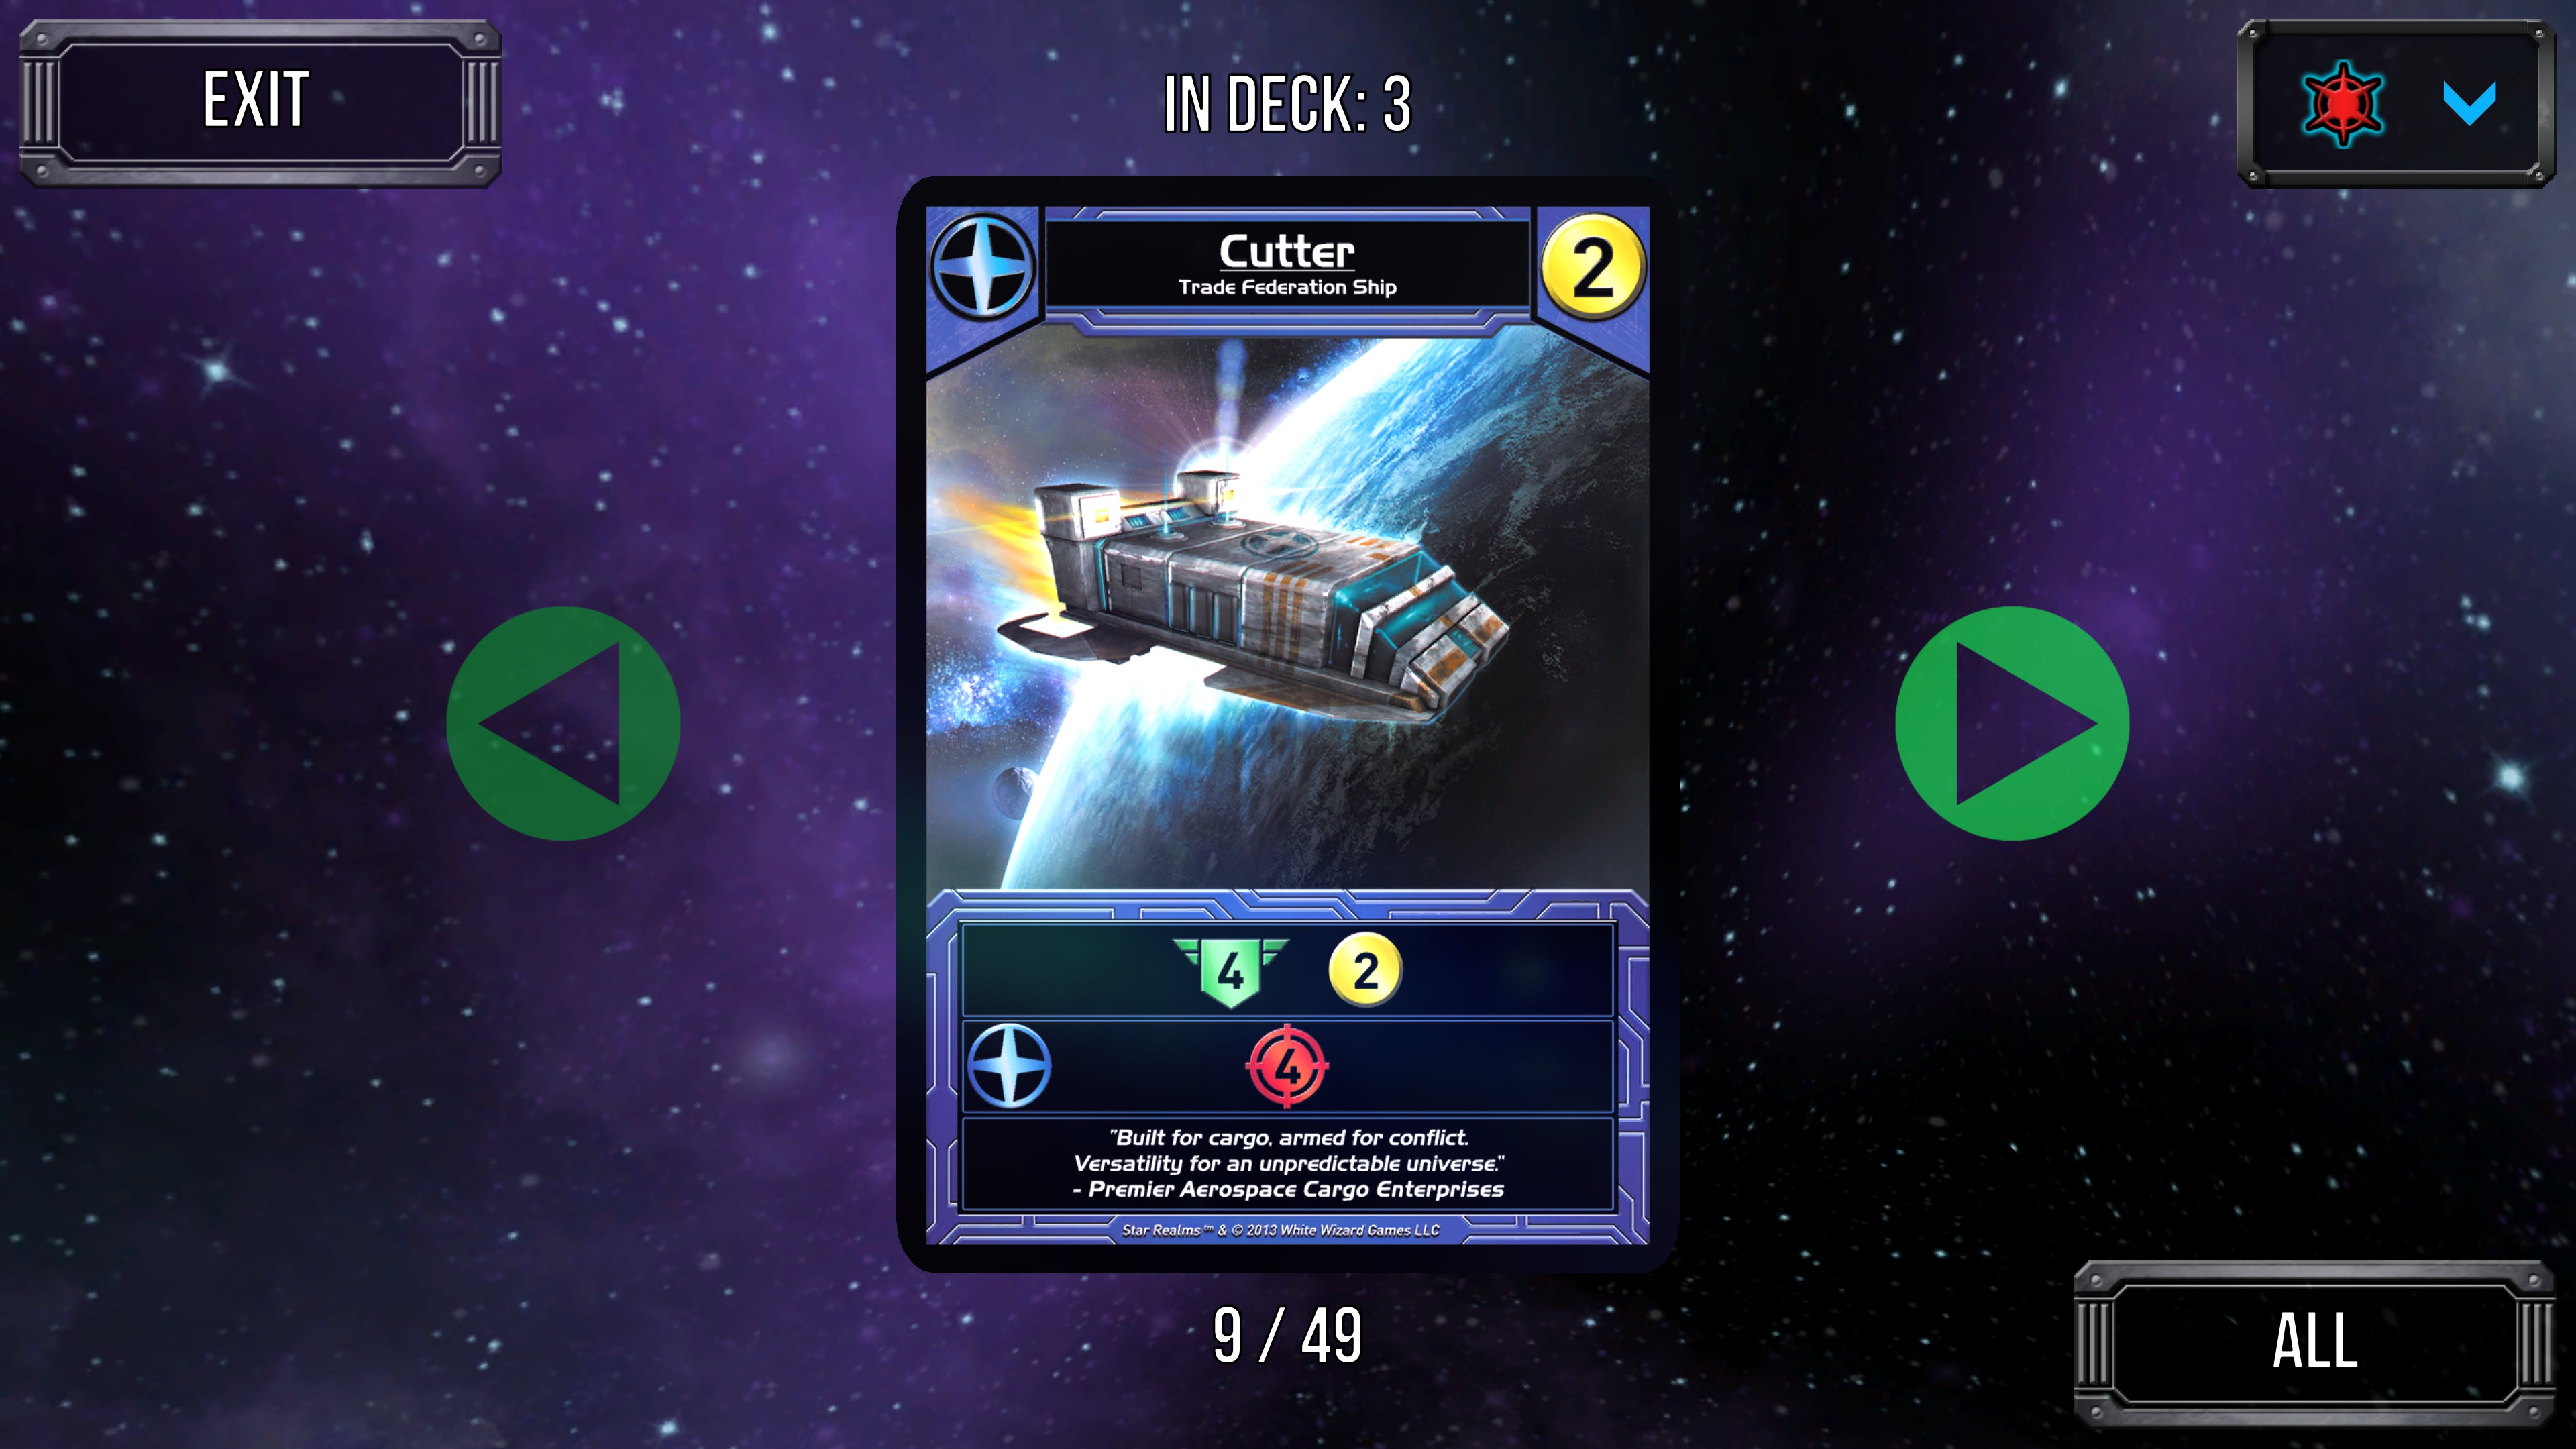 EXIT
IN DECK: 3
Cutter
2
Trade Federation Ship
4 2
4
"Built for cargo, armed for conflict.
Versatility for an unpredictable universe."
- Premier Aerospace Cargo Enterprises
Star Realms™ & © 2013 White Wizard Games LLC
9 / 49
ALL